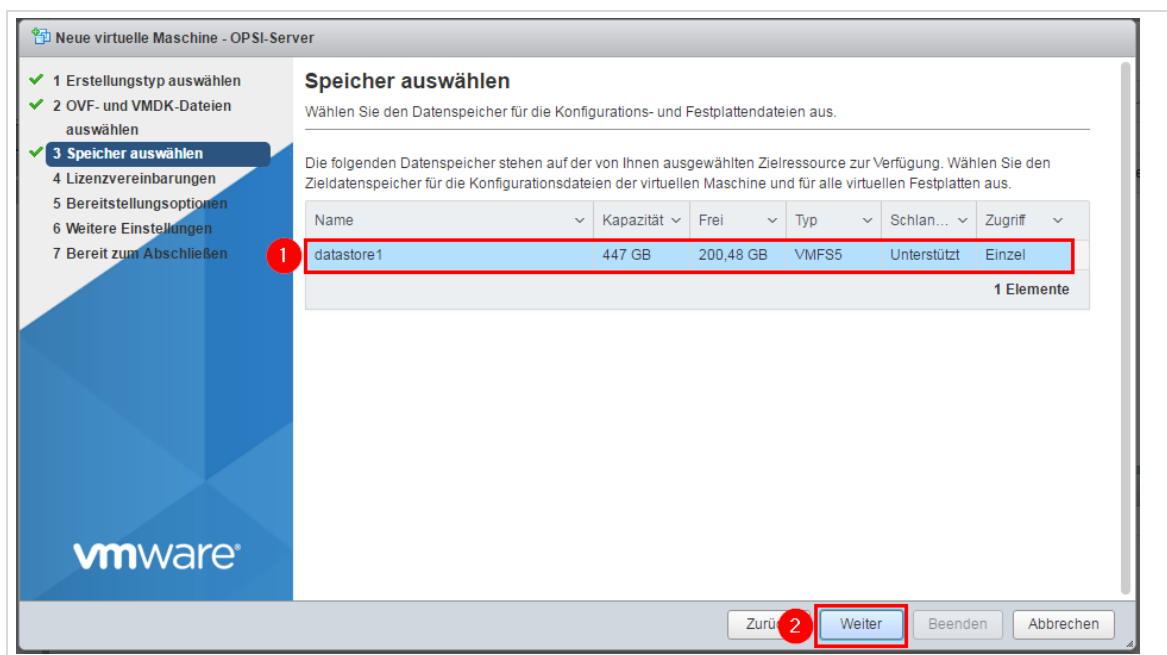 Neue virtuelle Maschine - OPSI-Server
1 Erstellungstyp auswählen
2 OVF- und VMDK-Dateien
auswählen
3 Speicher auswählen
4 Lizenzvereinbarungen
5 Bereitstellungsoptionen
6 Weitere Einstellungen
7 Bereit zum Abschließen
vmware®
Speicher auswählen
Wählen Sie den Datenspeicher für die Konfigurations- und Festplattendateien aus.
Die folgenden Datenspeicher stehen auf der von Ihnen ausgewählten Zielressource zur Verfügung. Wählen Sie den
Zieldatenspeicher für die Konfigurationsdateien der virtuellen Maschine und für alle virtuellen Festplatten aus.
Name Kapazität Frei Typ Schlan... Zugriff
1 datastore1 447 GB 200,48 GB VMFS5 Unterstützt Einzel
1 Elemente
Zurü 2 Weiter Beenden Abbrechen